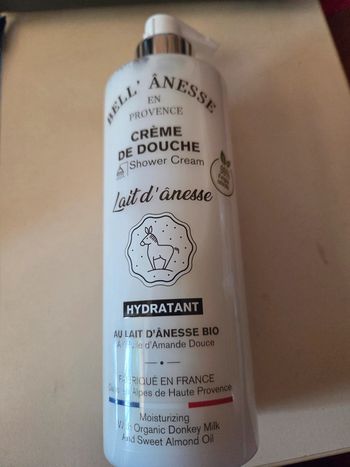 BELL' ÂNESSE
EN
PROVENCE
CRÈME
DE DOUCHE
Shower Cream
Lait d'ânesse
HYDRATANT
AU LAIT D'ÂNESSE BIO
A l'Huile d'Amande Douce
FABRIQUÉ EN FRANCE
Alpes de Haute Provence
Moisturizing
With Organic Donkey Milk
And Sweet Almond Oil